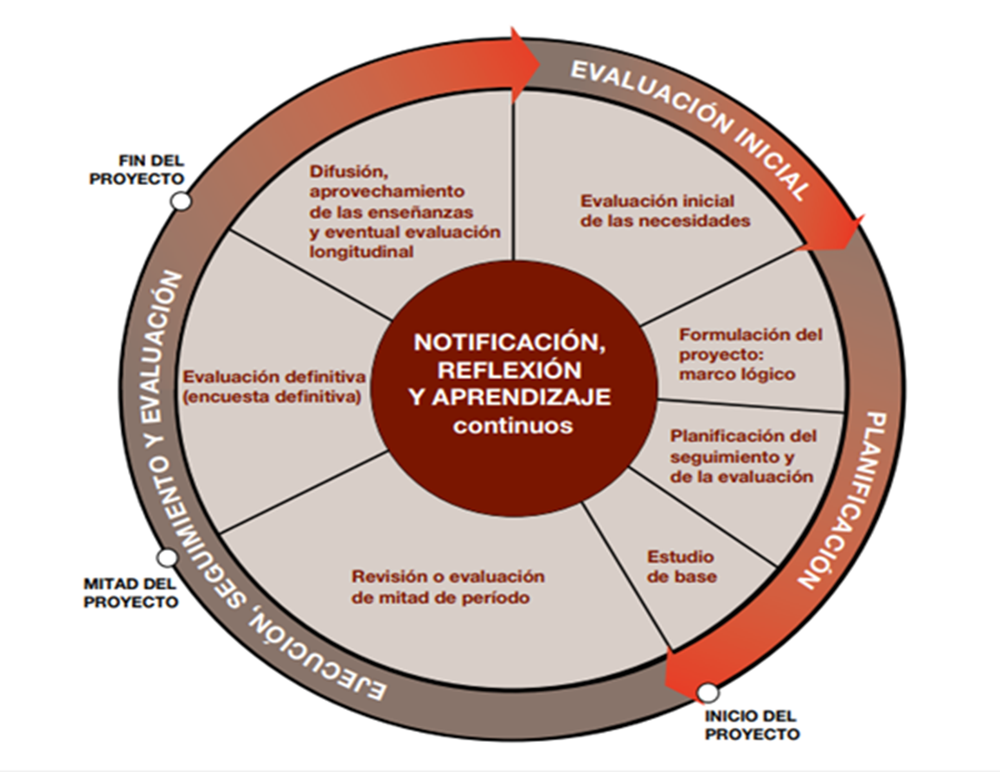 EVALUACIÓN INICIAL
Evaluación inicial
de las necesidades
PLANIFICACIÓN
Formulación del
proyecto:
marco lógico
Planificación del
seguimiento y
de la evaluación
Estudio
de base
INICIO DEL
PROYECTO
EJECUCIÓN, SEGUIMIENTO Y EVALUACIÓN
Revisión o evaluación
de mitad de período
MITAD DEL
PROYECTO
Evaluación definitiva
(encuesta definitiva)
FIN DEL
PROYECTO
Difusión,
aprovechamiento
de las enseñanzas
y eventual evaluación
longitudinal
NOTIFICACIÓN,
REFLEXIÓN
Y APRENDIZAJE
continuos